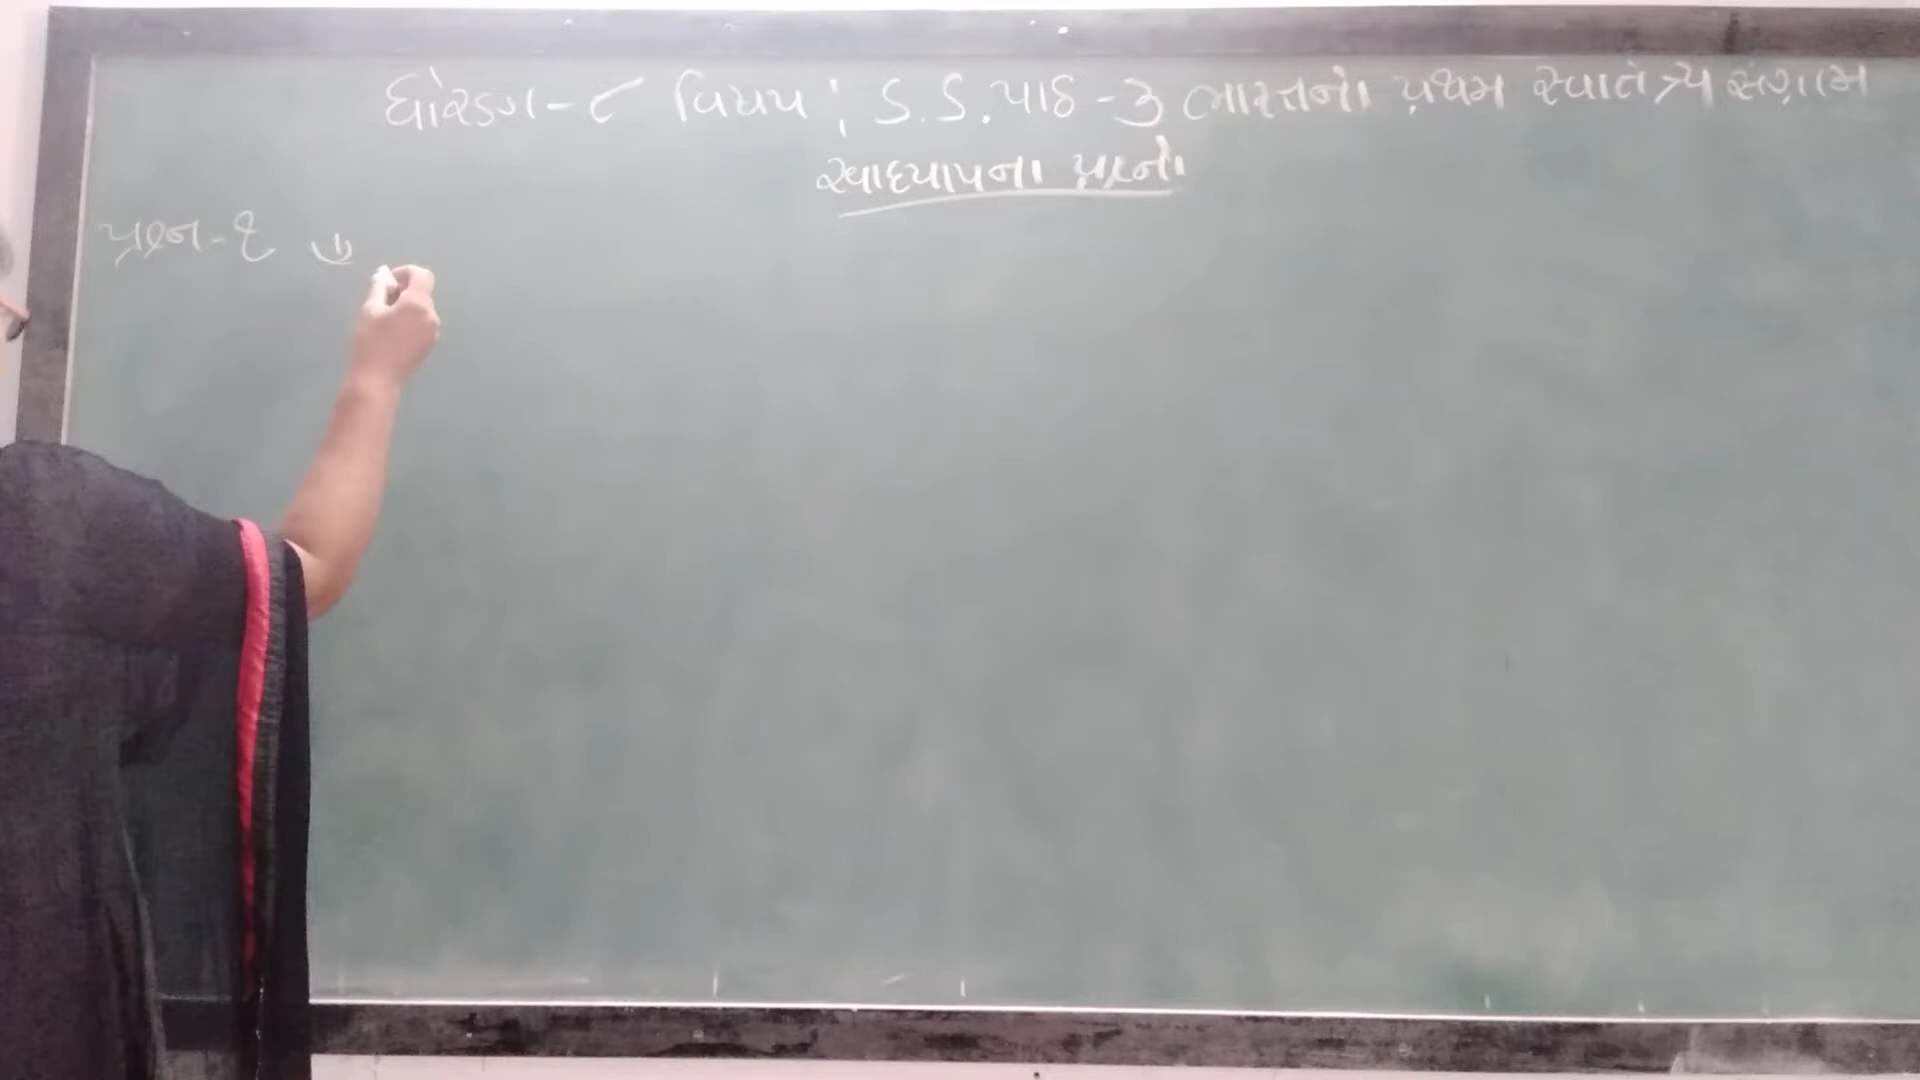 ધોરણ-૮ વિષય : S.S. પાઠ-૩ ભારતનો પ્રથમ સ્વાતંત્ર્ય સંગ્રામ
સ્વાધ્યાયના પ્રશ્નો
પ્રશ્ન-૧